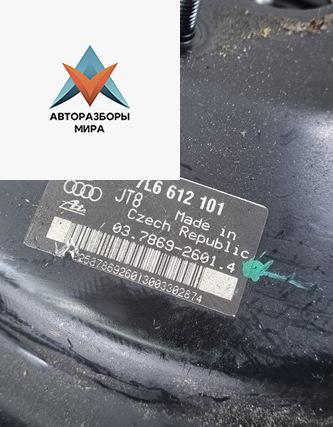 АВТОРАЗБОРЫ
МИРА
7L6 612 101
JT8
Made in
Czech Republic
03.7869-2601.4